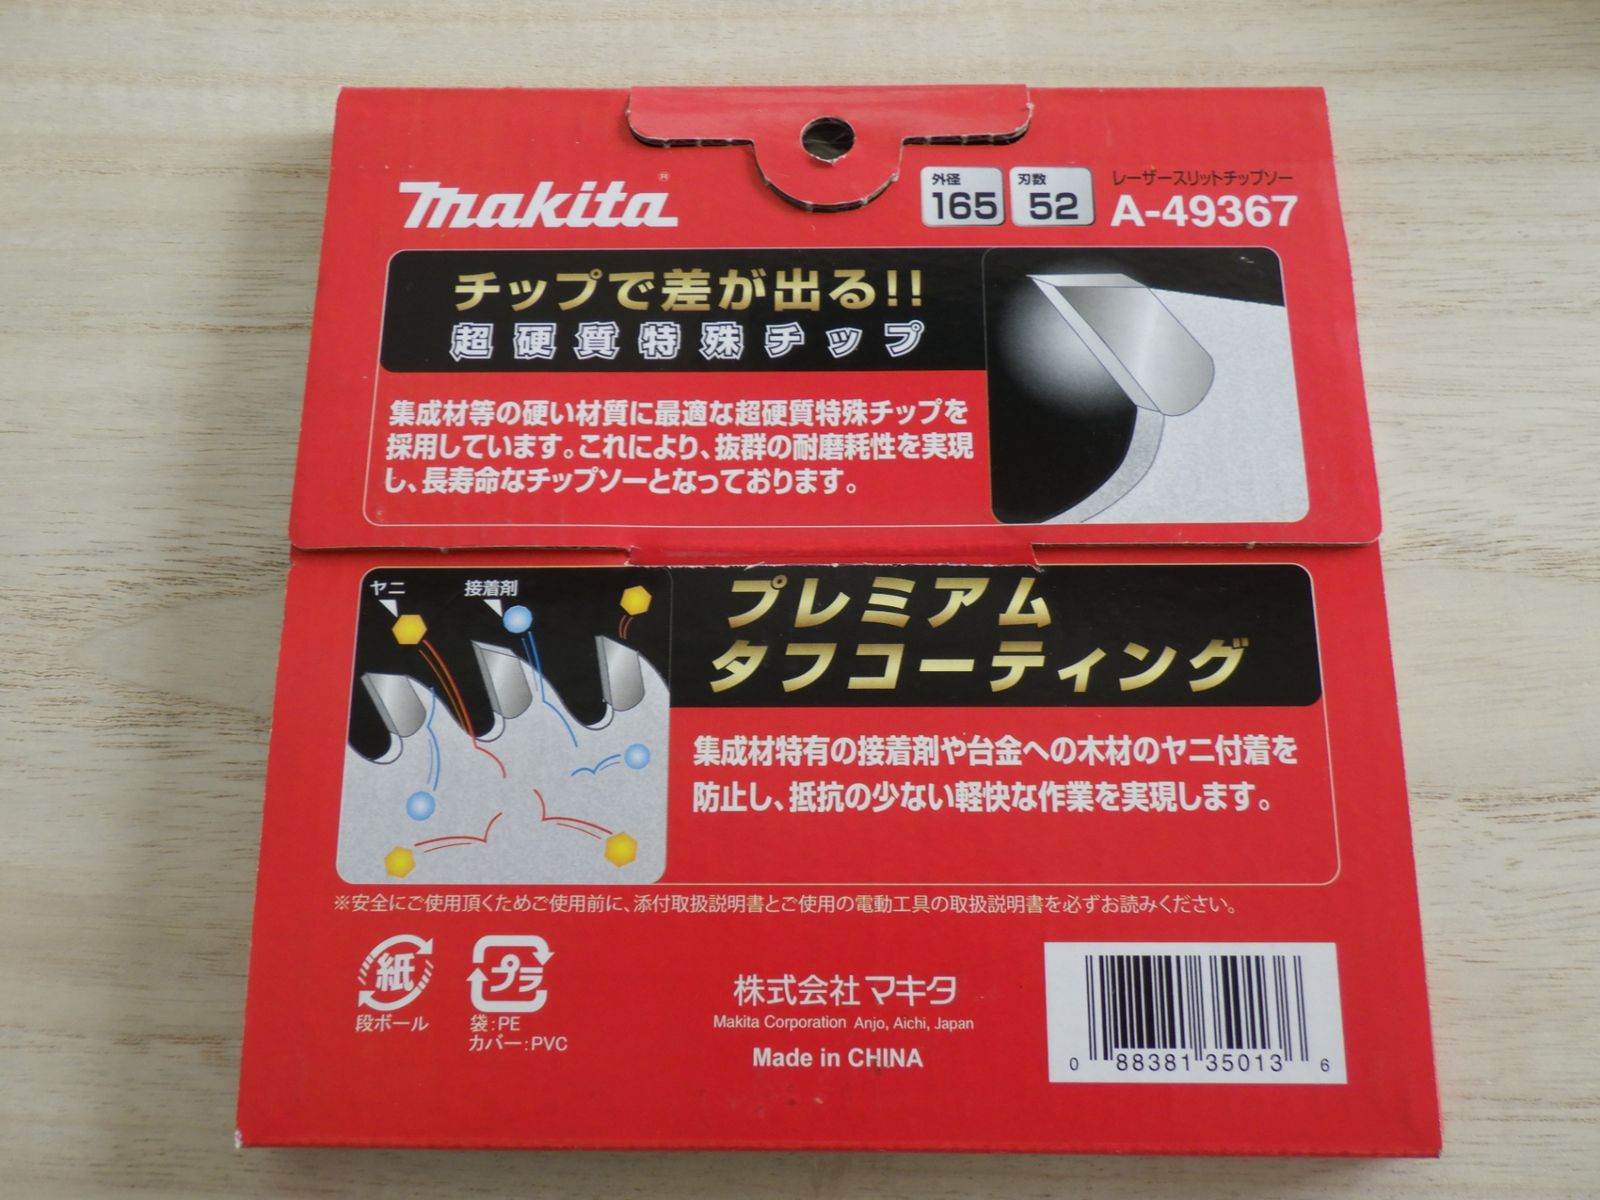 makita®
外径 165 刃数 52 レーザースリットチップソー A-49367
チップで差が出る!!
超硬質特殊チップ
集成材等の硬い材質に最適な超硬質特殊チップを
採用しています。これにより、抜群の耐磨耗性を実現
し、長寿命なチップソーとなっております。
ヤニ 接着剤
プレミアム
タフコーティング
集成材特有の接着剤や台金への木材のヤニ付着を
防止し、抵抗の少ない軽快な作業を実現します。
※安全にご使用頂くためご使用前に、添付取扱説明書とご使用の電動工具の取扱説明書を必ずお読みください。
紙
段ボール
プラ
袋:PE
カバー:PVC
株式会社マキタ
Makita Corporation Anjo, Aichi, Japan
Made in CHINA
0 88381 35013 6